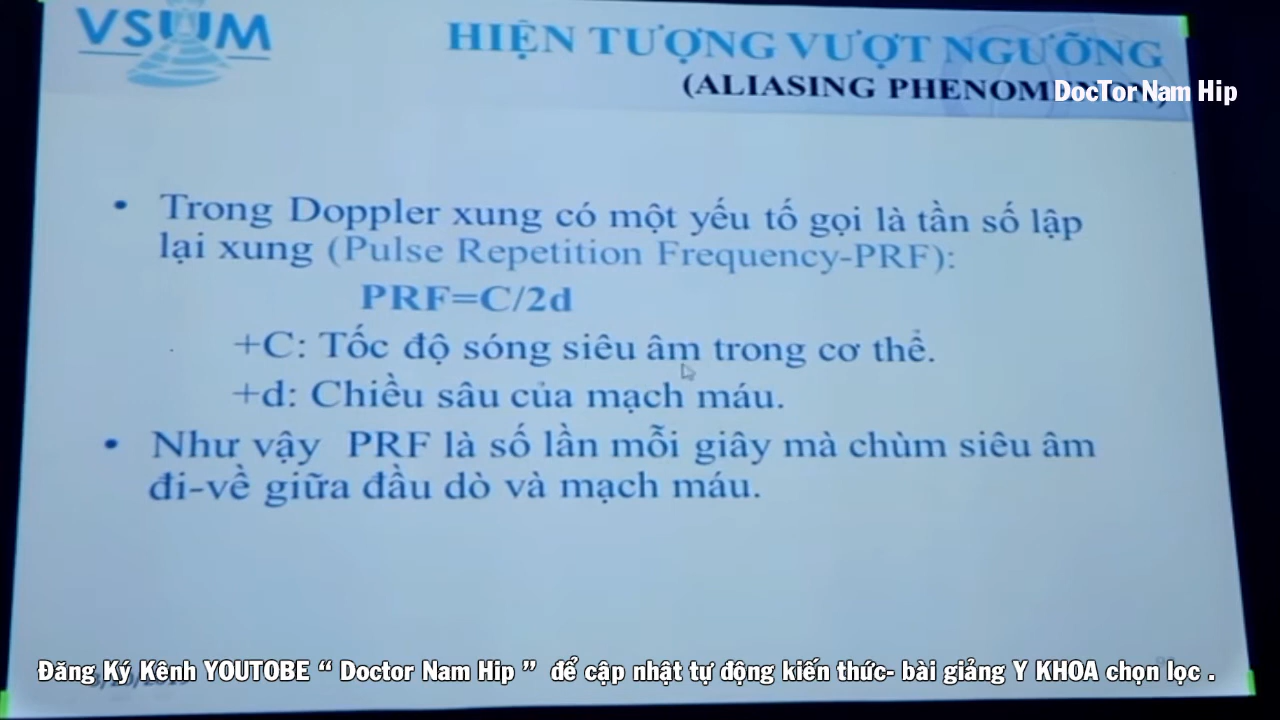 VSUM
HIỆN TƯỢNG VƯỢT NGƯỠNG
(ALIASING PHENOMENON)
DocTor Nam Hip
• Trong Doppler xung có một yếu tố gọi là tần số lập
lại xung (Pulse Repetition Frequency-PRF):
PRF=C/2d
+C: Tốc độ sóng siêu âm trong cơ thể.
+d: Chiều sâu của mạch máu.
• Như vậy PRF là số lần mỗi giây mà chùm siêu âm
đi-về giữa đầu dò và mạch máu.
Đăng Ký Kênh YOUTOBE “ Doctor Nam Hip ” để cập nhật tự động kiến thức- bài giảng Y KHOA chọn lọc .